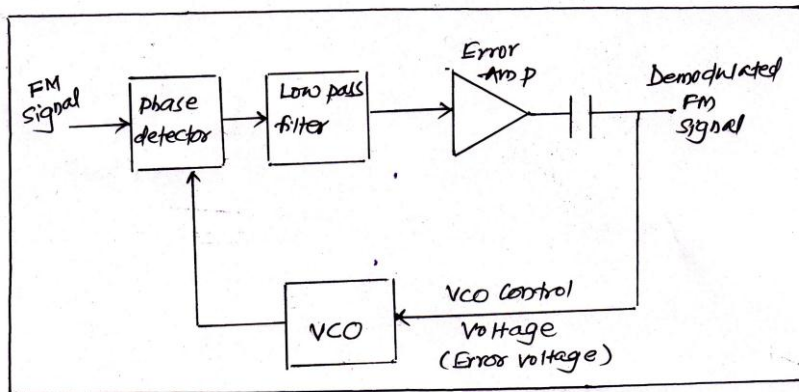 FM
Signal
phase
detector
Low pass
filter
Error
Amp
Demodulated
FM
Signal
VCO
VCO Control
Voltage
(Error voltage)